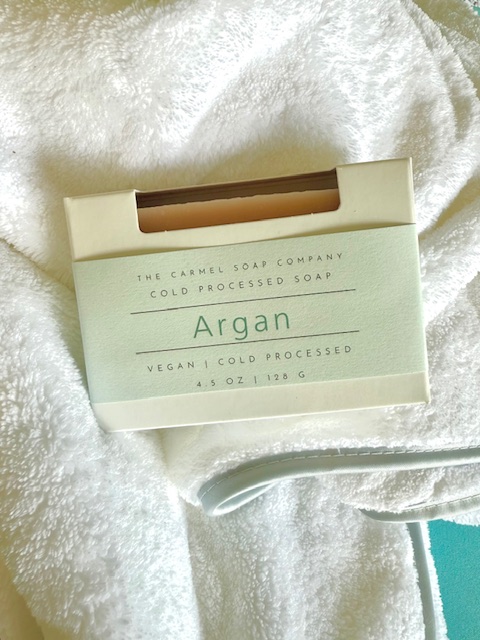 THE CARMEL SOAP COMPANY
COLD PROCESSED SOAP
Argan
VEGAN | COLD PROCESSED
4.5 OZ | 128 G